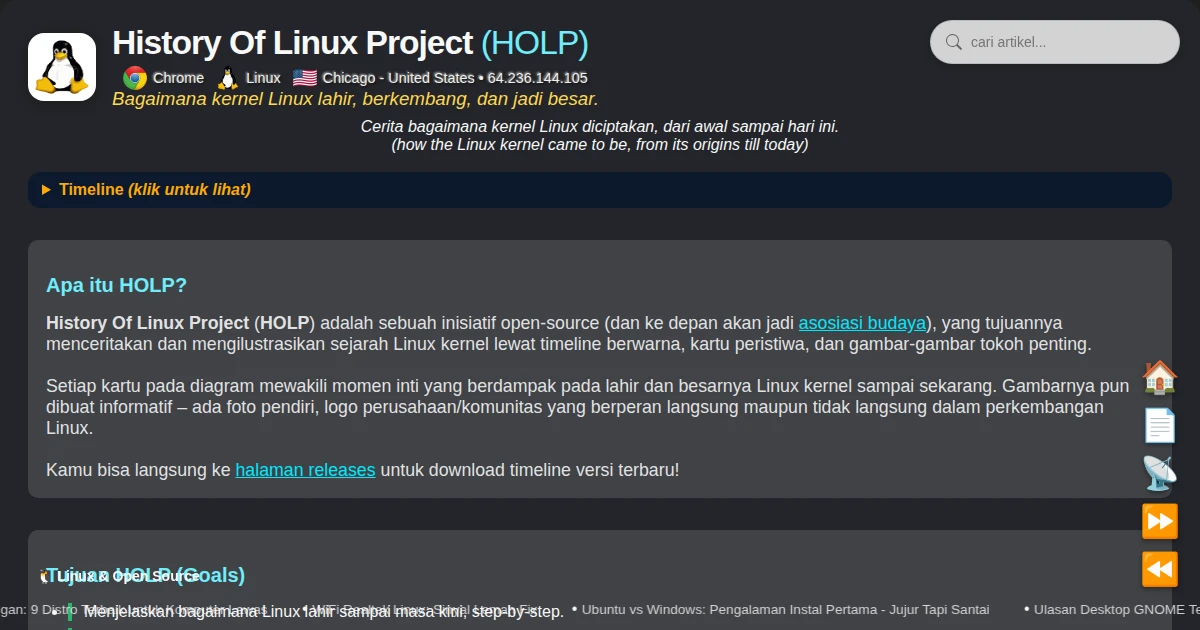 History Of Linux Project (HOLP)
cari artikel...
Chrome Linux Chicago - United States • 64.236.144.105
Bagaimana kernel Linux lahir, berkembang, dan jadi besar.
Cerita bagaimana kernel Linux diciptakan, dari awal sampai hari ini.
(how the Linux kernel came to be, from its origins till today)
Timeline (klik untuk lihat)
Apa itu HOLP?
History Of Linux Project (HOLP) adalah sebuah inisiatif open-source (dan ke depan akan jadi asosiasi budaya), yang tujuannya
menceritakan dan mengilustrasikan sejarah Linux kernel lewat timeline berwarna, kartu peristiwa, dan gambar-gambar tokoh penting.
Setiap kartu pada diagram mewakili momen inti yang berdampak pada lahir dan besarnya Linux kernel sampai sekarang. Gambarnya pun
dibuat informatif – ada foto pendiri, logo perusahaan/komunitas yang berperan langsung maupun tidak langsung dalam perkembangan
Linux.
Kamu bisa langsung ke halaman releases untuk download timeline versi terbaru!
Tujuan HOLP (Goals)
Linux & Open Source
• Menjelaskan bagaimana Linux lahir sampai masa kini, step-by-step.
gan: 9 Distro
• Ubuntu vs Windows: Pengalaman Instal Pertama - Jujur Tapi Santai
• Ulasan Desktop GNOME Te